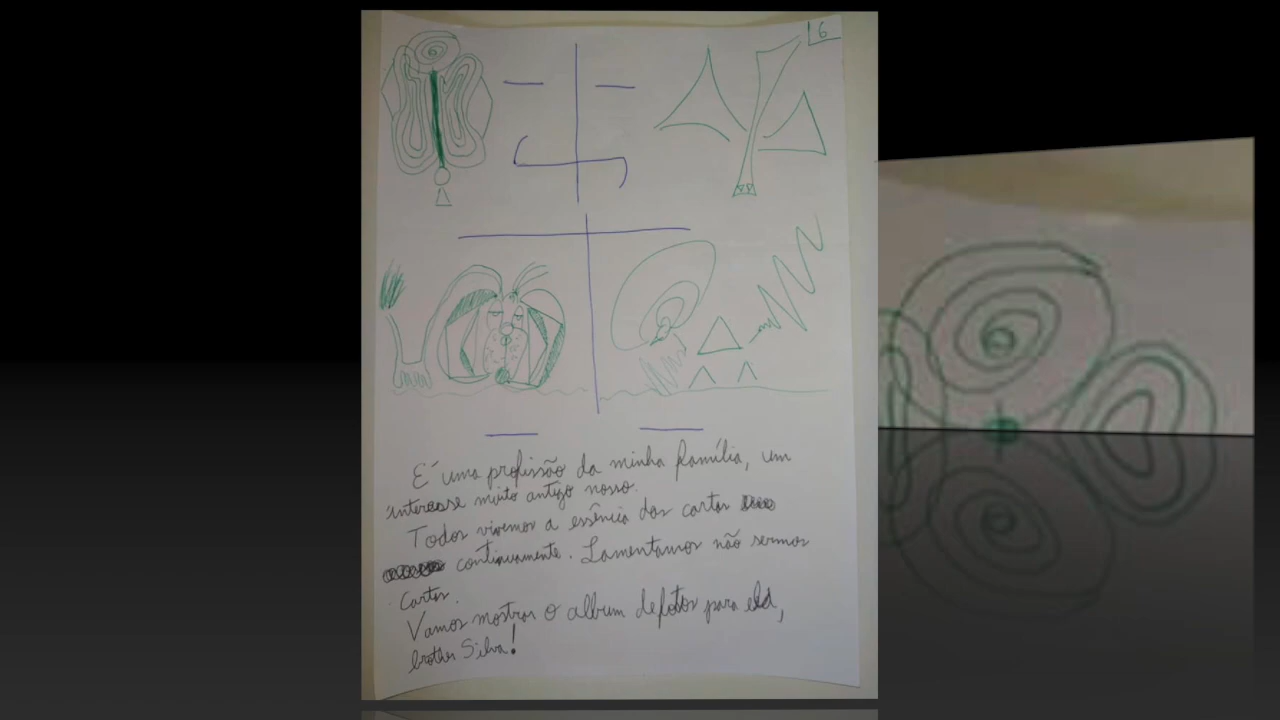 6
É uma profissão da minha família, um
interesse muito antigo nosso.
Todos vivemos a essência das cartas
continuamente. Lamentamos não sermos
cartas.
Vamos mostrar o album de fotos para ela,
brother Silva!